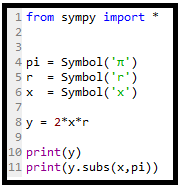 1 from sympy import *
2
3
4 pi = Symbol('π')
5 r  = Symbol('r')
6 x  = Symbol('x')
7
8 y = 2*x*r
9
10 print(y)
11 print(y.subs(x,pi))